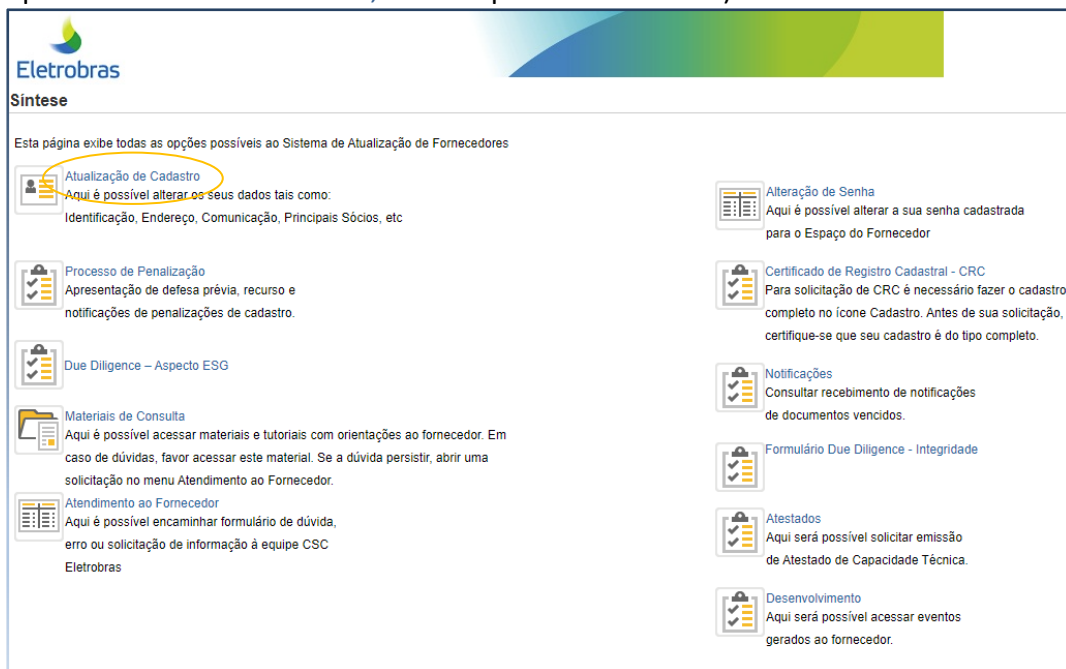 Eletrobras
Síntese
Esta página exibe todas as opções possíveis ao Sistema de Atualização de Fornecedores
Atualização de Cadastro
Aqui é possível alterar os seus dados tais como:
Identificação, Endereço, Comunicação, Principais Sócios, etc
Processo de Penalização
Apresentação de defesa prévia, recurso e
notificações de penalizações de cadastro.
Due Diligence – Aspecto ESG
Materiais de Consulta
Aqui é possível acessar materiais e tutoriais com orientações ao fornecedor. Em
caso de dúvidas, favor acessar este material. Se a dúvida persistir, abrir uma
solicitação no menu Atendimento ao Fornecedor.
Atendimento ao Fornecedor
Aqui é possível encaminhar formulário de dúvida,
erro ou solicitação de informação à equipe CSC
Eletrobras
Alteração de Senha
Aqui é possível alterar a sua senha cadastrada
para o Espaço do Fornecedor
Certificado de Registro Cadastral - CRC
Para solicitação de CRC é necessário fazer o cadastro
completo no ícone Cadastro. Antes de sua solicitação,
certifique-se que seu cadastro é do tipo completo.
Notificações
Consultar recebimento de notificações
de documentos vencidos.
Formulário Due Diligence - Integridade
Atestados
Aqui será possível solicitar emissão
de Atestado de Capacidade Técnica.
Desenvolvimento
Aqui será possível acessar eventos
gerados ao fornecedor.